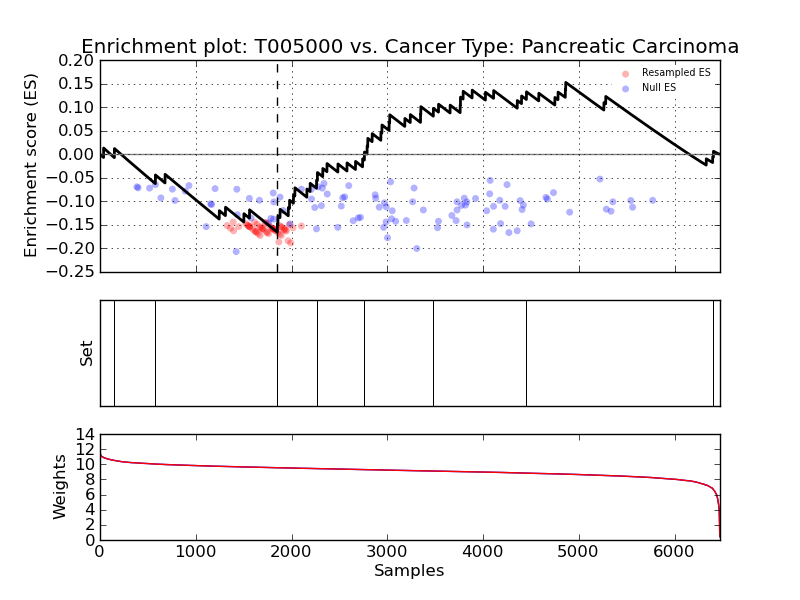 Enrichment plot: T005000 vs. Cancer Type: Pancreatic Carcinoma
Enrichment score (ES)
0.20
0.15
0.10
0.05
0.00
−0.05
−0.10
−0.15
−0.20
−0.25
Resampled ES
Null ES
Set
Weights
14
12
10
8
6
4
2
0
0 1000 2000 3000 4000 5000 6000
Samples